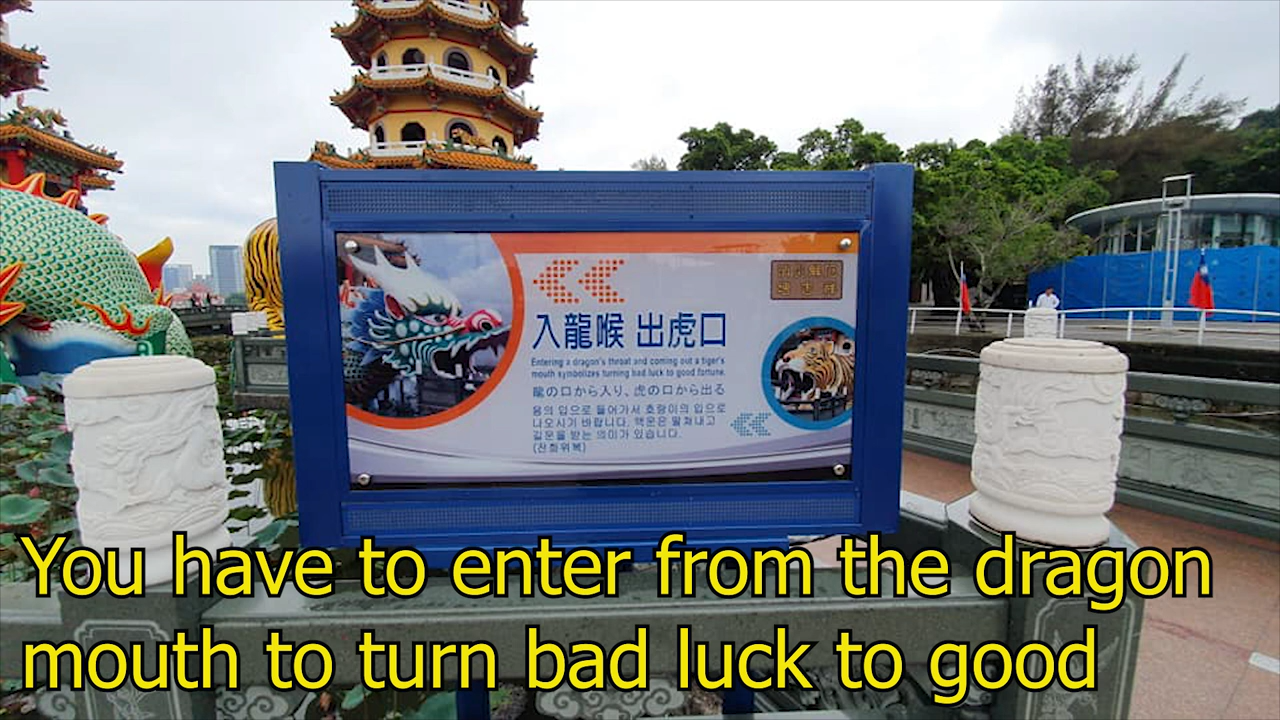 入龍喉 出虎口
Entering a dragon's throat and coming out a tiger's
mouth symbolizes turning bad luck to good fortune.
龍の口から入り、虎の口から出る
용의 입으로 들어가서 호랑이의 입으로
나오시기 바랍니다. 액운은 떨쳐내고
길운을 받는 의미가 있습니다.
(전화위복)
You have to enter from the dragon
mouth to turn bad luck to good